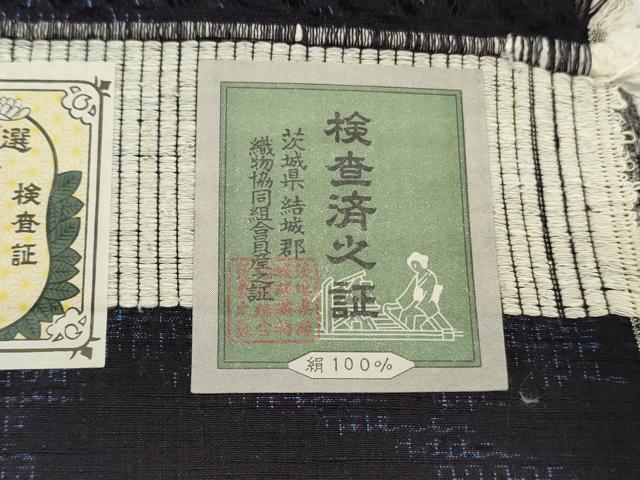 検査済之証
茨城県結城郡
織物協同組合員産之証
絹100%
選
検査証